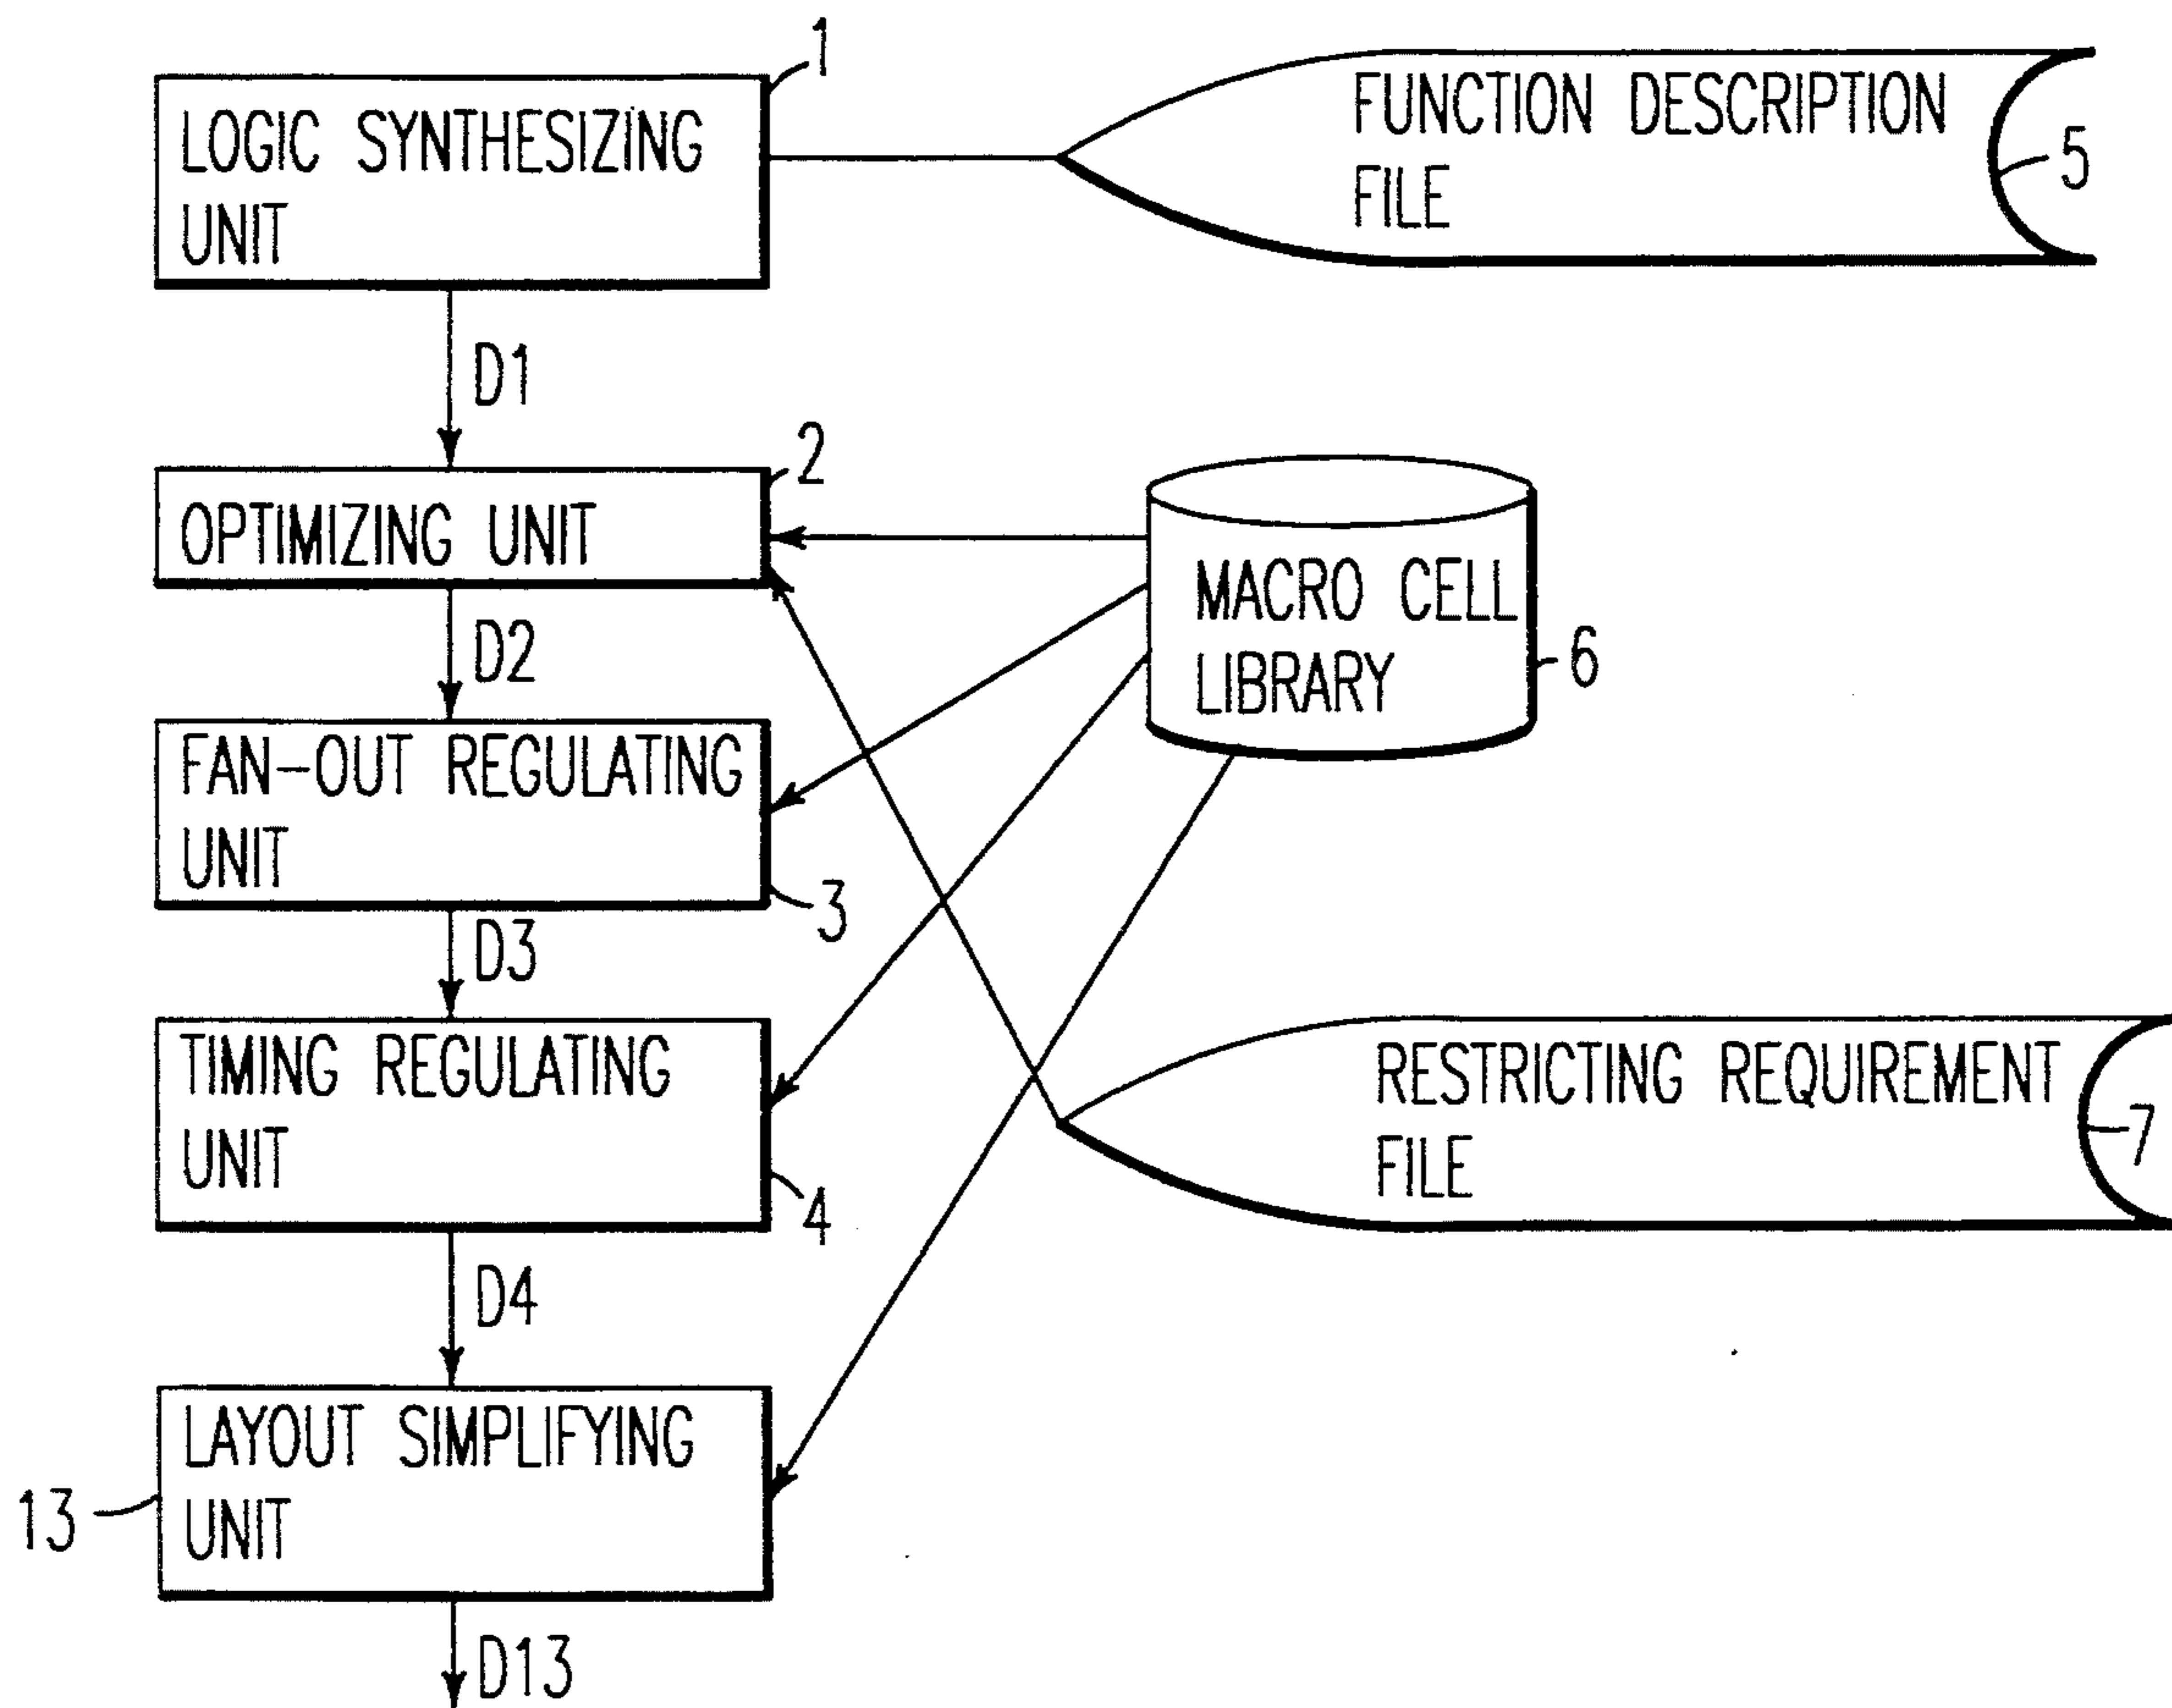 1
LOGIC SYNTHESIZING
UNIT
FUNCTION DESCRIPTION
FILE
5
D1
2
OPTIMIZING UNIT
MACRO CELL
LIBRARY
6
D2
FAN-OUT REGULATING
UNIT
3
D3
TIMING REGULATING
UNIT
4
RESTRICTING REQUIREMENT
FILE
7
D4
LAYOUT SIMPLIFYING
UNIT
13
D13